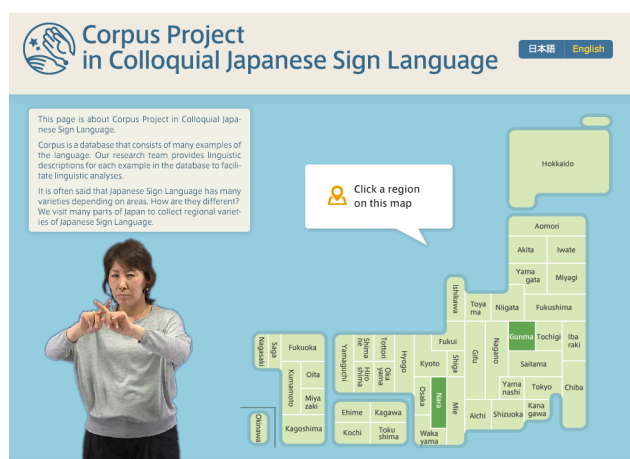 Corpus Project
in Colloquial Japanese Sign Language
日本語
English
This page is about Corpus Project in Colloquial Japa-
nese Sign Language.
Corpus is a database that consists of many examples of
the language. Our research team provides linguistic
descriptions for each example in the database to facili-
tate linguistic analyses.
It is often said that Japanese Sign Language has many
varieties depending on areas. How are they different?
We visit many parts of Japan to collect regional variet-
ies of Japanese Sign Language.
Click a region
on this map
Hokkaido
Aomori
Akita
Iwate
Yama
gata
Miyagi
Ishikawa
Toya
ma
Niigata
Fukushima
Nagasaki
Saga
Fukuoka
Kumamoto
Oita
Miya
zaki
Kagoshima
Okinawa
Yamaguchi
Shima
ne
Hiro
shima
Tottori
Oka
yama
Hyogo
Fukui
Kyoto
Shiga
Gifu
Nagano
Gunma
Tochigi
Iba
raki
Saitama
Osaka
Nara
Mie
Yama
nashi
Tokyo
Chiba
Aichi
Shizuoka
Kana
gawa
Waka
yama
Ehime
Kagawa
Kochi
Toku
shima